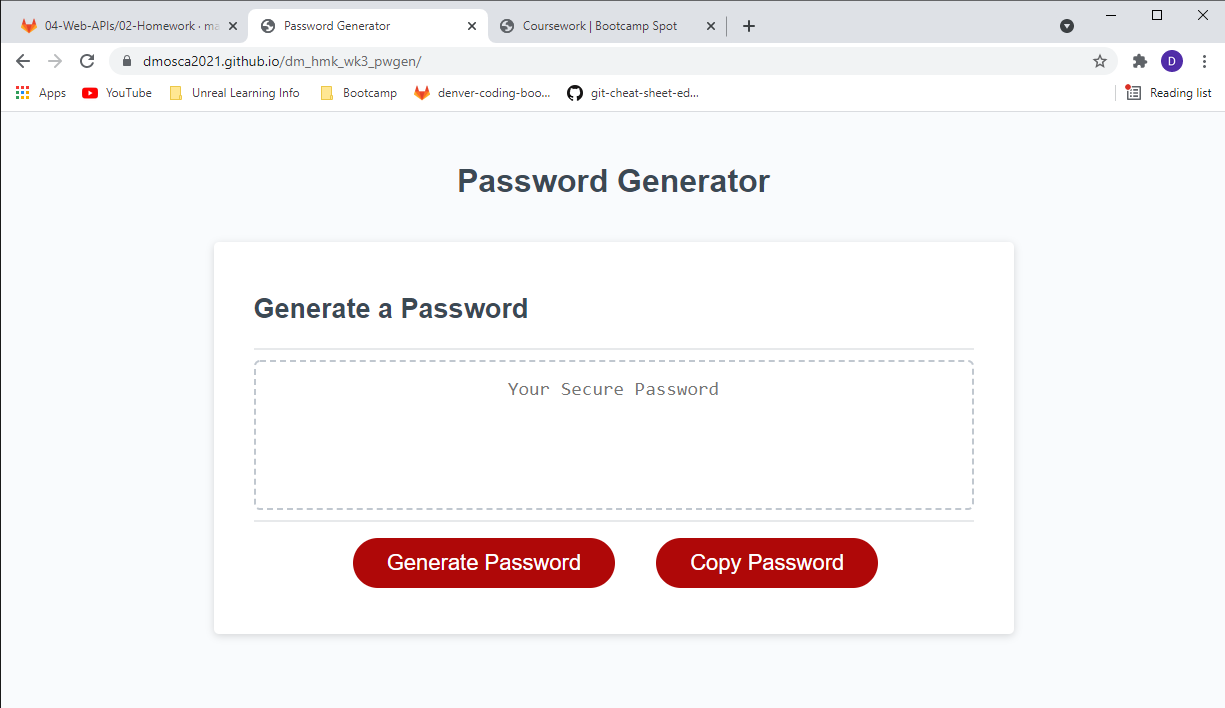 04-Web-APIs/02-Homework · ma
Password Generator
Coursework | Bootcamp Spot
dmosca2021.github.io/dm_hmk_wk3_pwgen/
D
Apps
YouTube
Unreal Learning Info
Bootcamp
denver-coding-boo...
git-cheat-sheet-ed...
Reading list
Password Generator
Generate a Password
Your Secure Password
Generate Password
Copy Password